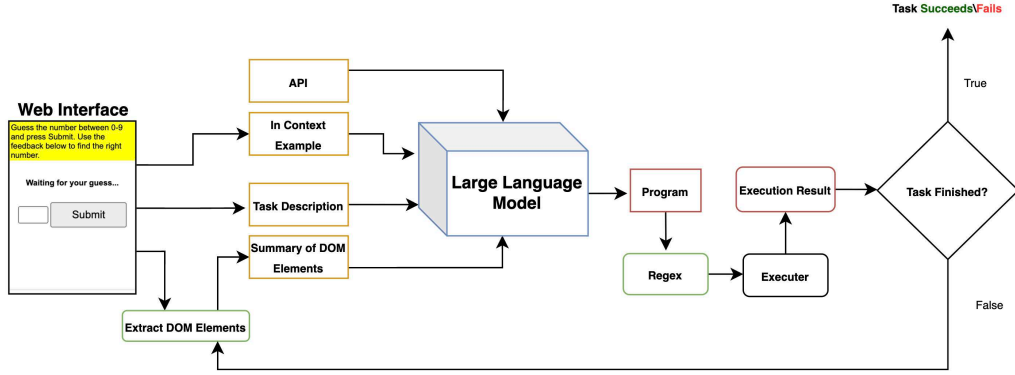 Task Succeeds\Fails
True
API
Web Interface
Guess the number between 0-9
and press Submit. Use the
feedback below to find the right
number.
In Context
Example
Waiting for your guess...
Submit
Large Language
Model
Program
Execution Result
Task Finished?
Task Description
Summary of DOM
Elements
Regex
Executer
False
Extract DOM Elements